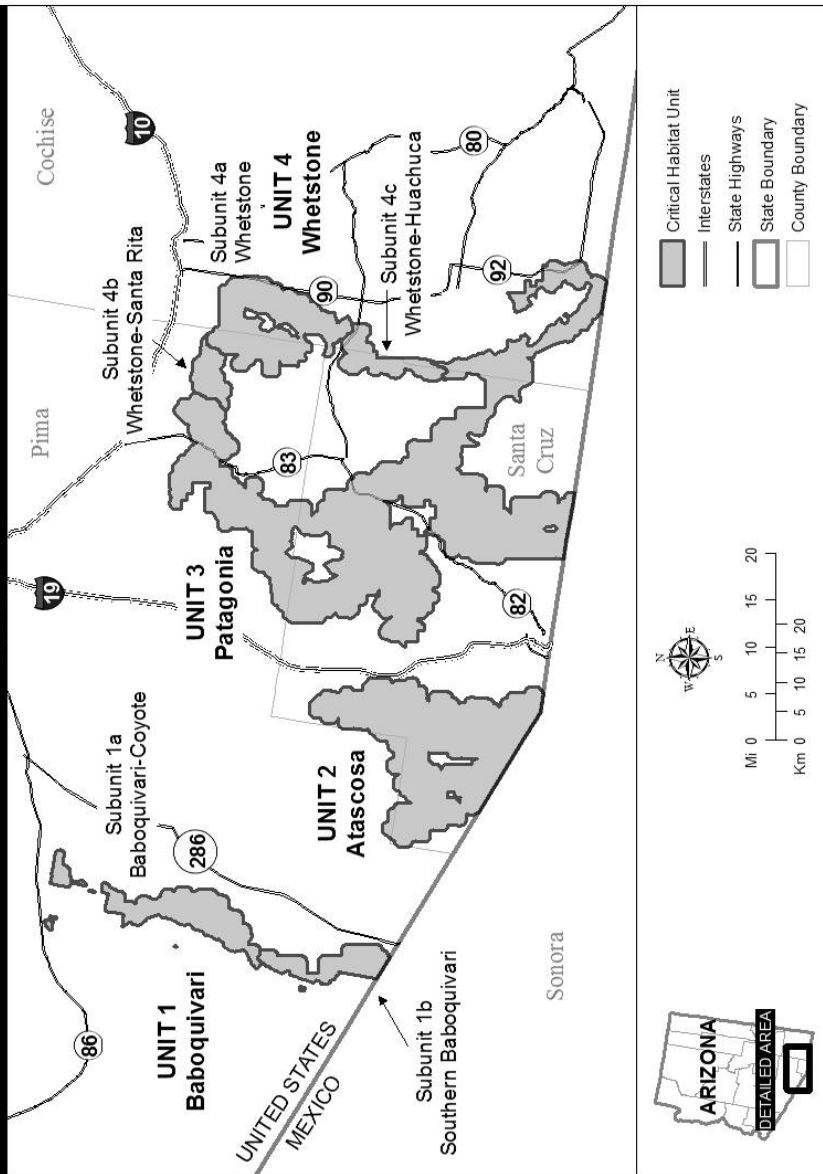 Cochise
Pima
10
19
Subunit 4b
Whetstone-Santa Rita
Subunit 4a
Whetstone
UNIT 4
Whetstone
90
80
Subunit 4c
Whetstone-Huachuca
92
83
Santa
Cruz
82
UNIT 3
Patagonia
UNIT 2
Atascosa
Subunit 1a
Baboquivari-Coyote
286
86
UNIT 1
Baboquivari
Subunit 1b
Southern Baboquivari
UNITED STATES
MEXICO
Sonora
ARIZONA
DETAILED AREA
N
W
E
S
Mi 0 5 10 15 20
Km 0 5 10 15 20
Critical Habitat Unit
Interstates
State Highways
State Boundary
County Boundary